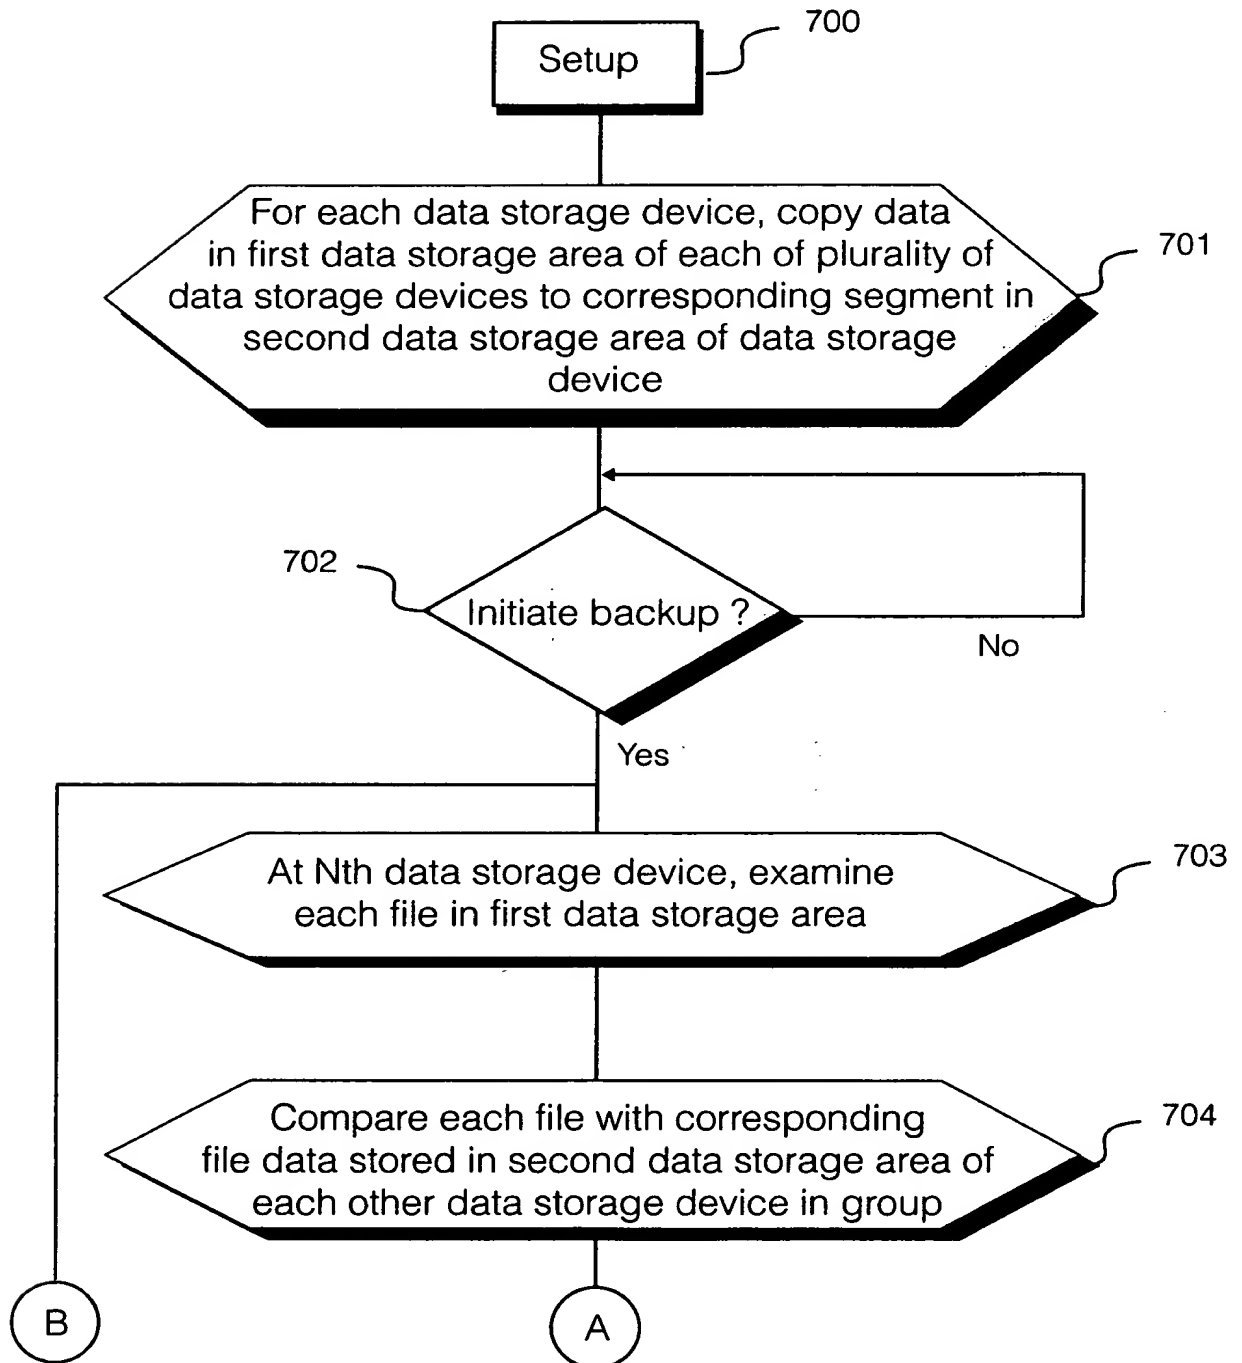 700
Setup
For each data storage device, copy data
in first data storage area of each of plurality of
data storage devices to corresponding segment in
second data storage area of data storage
device
701
702
Initiate backup ?
No
Yes
At Nth data storage device, examine
each file in first data storage area
703
Compare each file with corresponding
file data stored in second data storage area of
each other data storage device in group
704
B
A